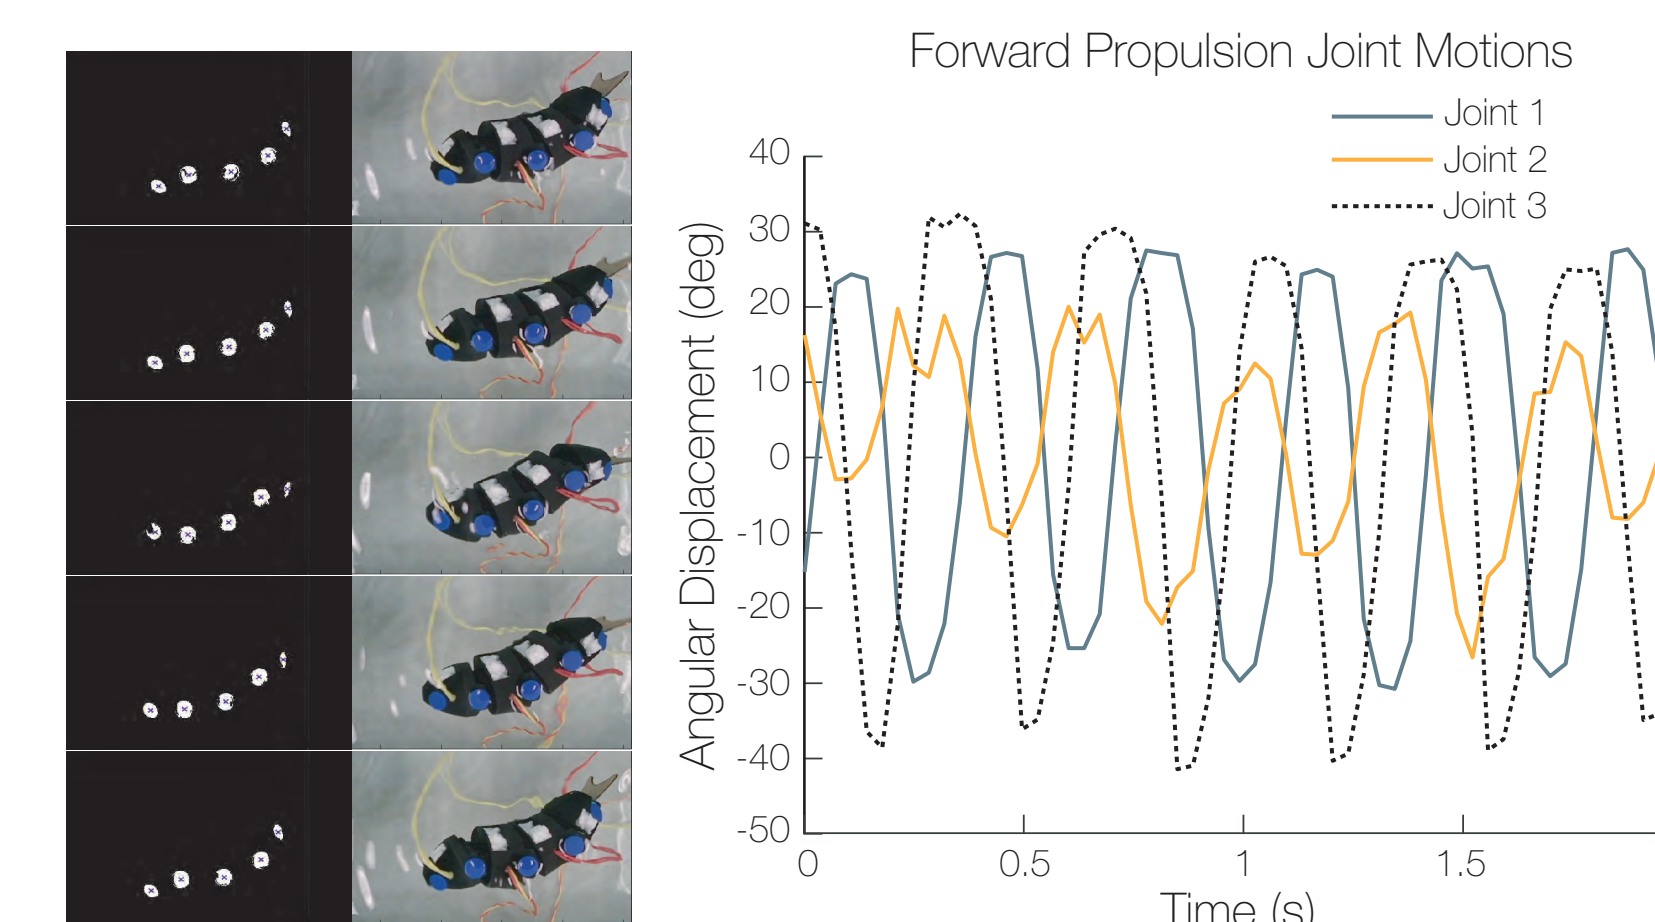 Forward Propulsion Joint Motions
Joint 1
Joint 2
Joint 3
Angular Displacement (deg)
40
30
20
10
0
-10
-20
-30
-40
-50
0
0.5
1
1.5
Time (s)